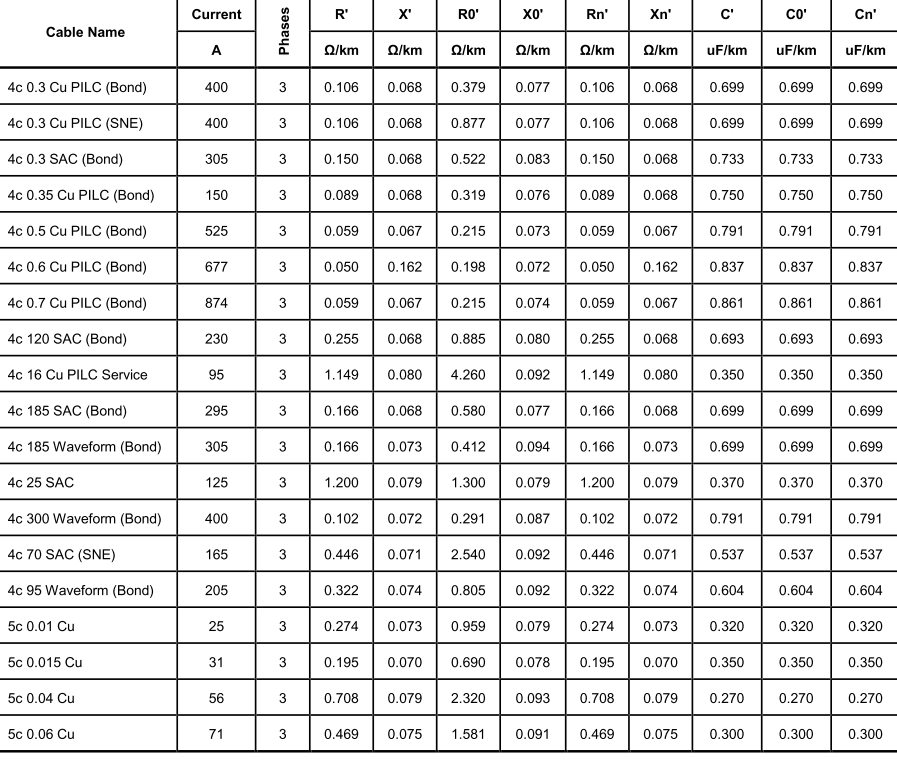 Cable Name Current Phases R' X' R0' X0' Rn' Xn' C' C0' Cn'
A Ω/km Ω/km Ω/km Ω/km Ω/km Ω/km uF/km uF/km uF/km
4c 0.3 Cu PILC (Bond) 400 3 0.106 0.068 0.379 0.077 0.106 0.068 0.699 0.699 0.699
4c 0.3 Cu PILC (SNE) 400 3 0.106 0.068 0.877 0.077 0.106 0.068 0.699 0.699 0.699
4c 0.3 SAC (Bond) 305 3 0.150 0.068 0.522 0.083 0.150 0.068 0.733 0.733 0.733
4c 0.35 Cu PILC (Bond) 150 3 0.089 0.068 0.319 0.076 0.089 0.068 0.750 0.750 0.750
4c 0.5 Cu PILC (Bond) 525 3 0.059 0.067 0.215 0.073 0.059 0.067 0.791 0.791 0.791
4c 0.6 Cu PILC (Bond) 677 3 0.050 0.162 0.198 0.072 0.050 0.162 0.837 0.837 0.837
4c 0.7 Cu PILC (Bond) 874 3 0.059 0.067 0.215 0.074 0.059 0.067 0.861 0.861 0.861
4c 120 SAC (Bond) 230 3 0.255 0.068 0.885 0.080 0.255 0.068 0.693 0.693 0.693
4c 16 Cu PILC Service 95 3 1.149 0.080 4.260 0.092 1.149 0.080 0.350 0.350 0.350
4c 185 SAC (Bond) 295 3 0.166 0.068 0.580 0.077 0.166 0.068 0.699 0.699 0.699
4c 185 Waveform (Bond) 305 3 0.166 0.073 0.412 0.094 0.166 0.073 0.699 0.699 0.699
4c 25 SAC 125 3 1.200 0.079 1.300 0.079 1.200 0.079 0.370 0.370 0.370
4c 300 Waveform (Bond) 400 3 0.102 0.072 0.291 0.087 0.102 0.072 0.791 0.791 0.791
4c 70 SAC (SNE) 165 3 0.446 0.071 2.540 0.092 0.446 0.071 0.537 0.537 0.537
4c 95 Waveform (Bond) 205 3 0.322 0.074 0.805 0.092 0.322 0.074 0.604 0.604 0.604
5c 0.01 Cu 25 3 0.274 0.073 0.959 0.079 0.274 0.073 0.320 0.320 0.320
5c 0.015 Cu 31 3 0.195 0.070 0.690 0.078 0.195 0.070 0.350 0.350 0.350
5c 0.04 Cu 56 3 0.708 0.079 2.320 0.093 0.708 0.079 0.270 0.270 0.270
5c 0.06 Cu 71 3 0.469 0.075 1.581 0.091 0.469 0.075 0.300 0.300 0.300